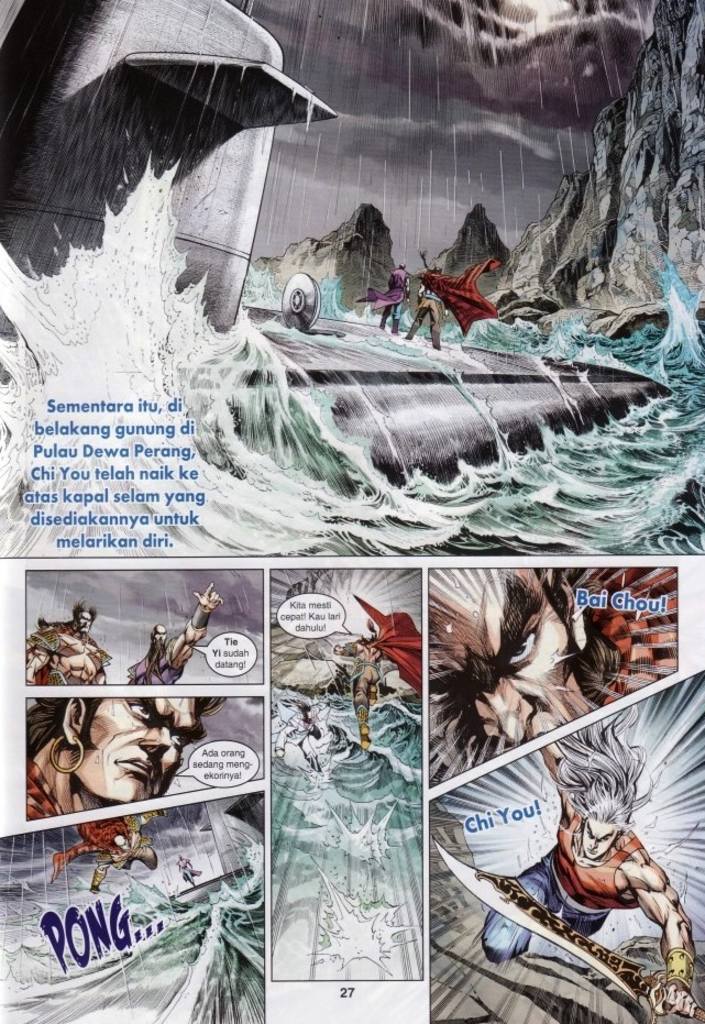 Sementara itu, di
belakang gunung di
Pulau Dewa Perang,
Chi You telah naik ke
atas kapal selam yang
disediakannya untuk
melarikan diri.
Tie
Yi sudah
datang!
Ada orang
sedang meng-
ekorinya!
PONG...
Kita mesti
cepat! Kau lari
dahulu!
Bai Chou!
Chi You!
27